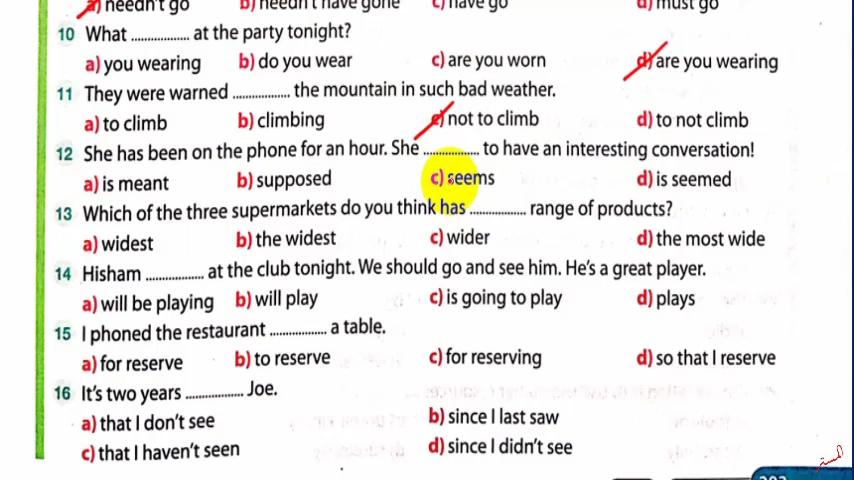 a) needn't go b) needn't have gone c) have go d) must go
10 What ................. at the party tonight?
a) you wearing b) do you wear c) are you worn d) are you wearing
11 They were warned ................. the mountain in such bad weather.
a) to climb b) climbing c) not to climb d) to not climb
12 She has been on the phone for an hour. She ................. to have an interesting conversation!
a) is meant b) supposed c) seems d) is seemed
13 Which of the three supermarkets do you think has ................. range of products?
a) widest b) the widest c) wider d) the most wide
14 Hisham ................. at the club tonight. We should go and see him. He's a great player.
a) will be playing b) will play c) is going to play d) plays
15 I phoned the restaurant ................. a table.
a) for reserve b) to reserve c) for reserving d) so that I reserve
16 It's two years ................. Joe.
a) that I don't see b) since I last saw
c) that I haven't seen d) since I didn't see